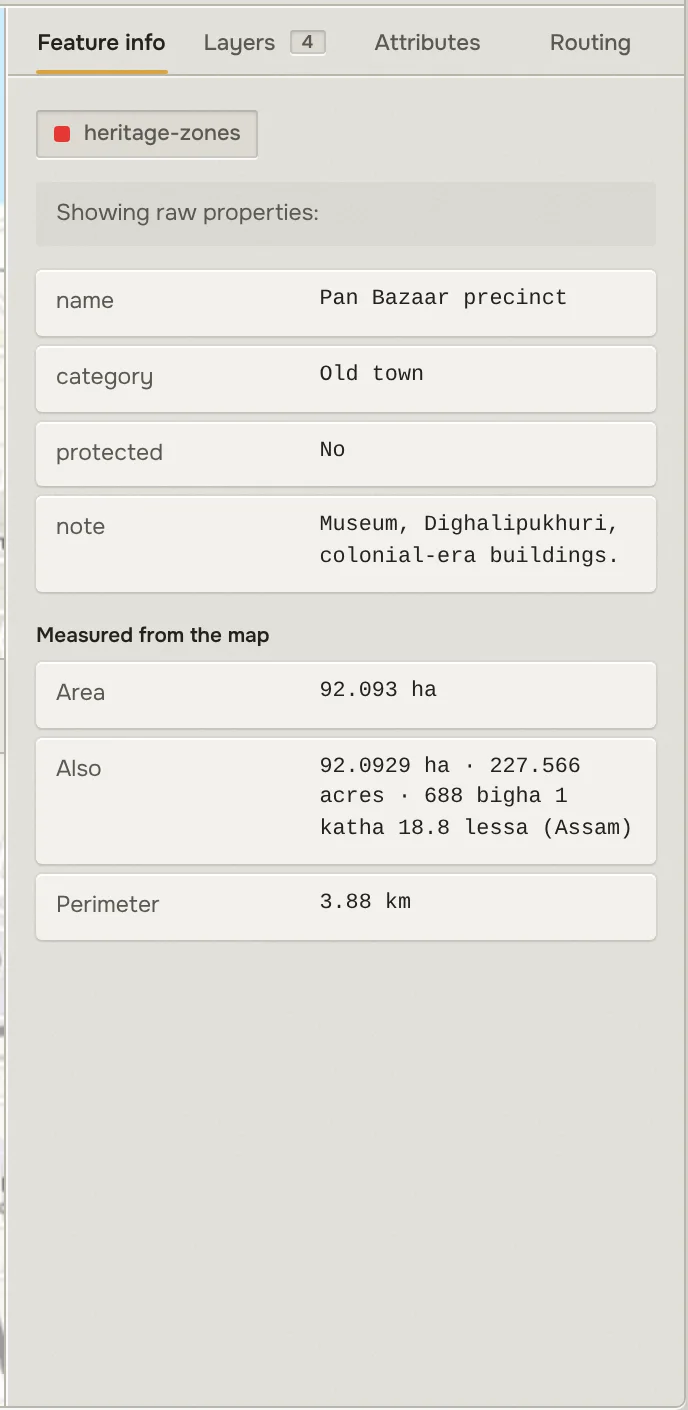 Feature info Layers 4 Attributes Routing
heritage-zones
Showing raw properties:
name Pan Bazaar precinct
category Old town
protected No
note Museum, Dighalipukhuri,
colonial-era buildings.
Measured from the map
Area 92.093 ha
Also 92.0929 ha · 227.566
acres · 688 bigha 1
katha 18.8 lessa (Assam)
Perimeter 3.88 km